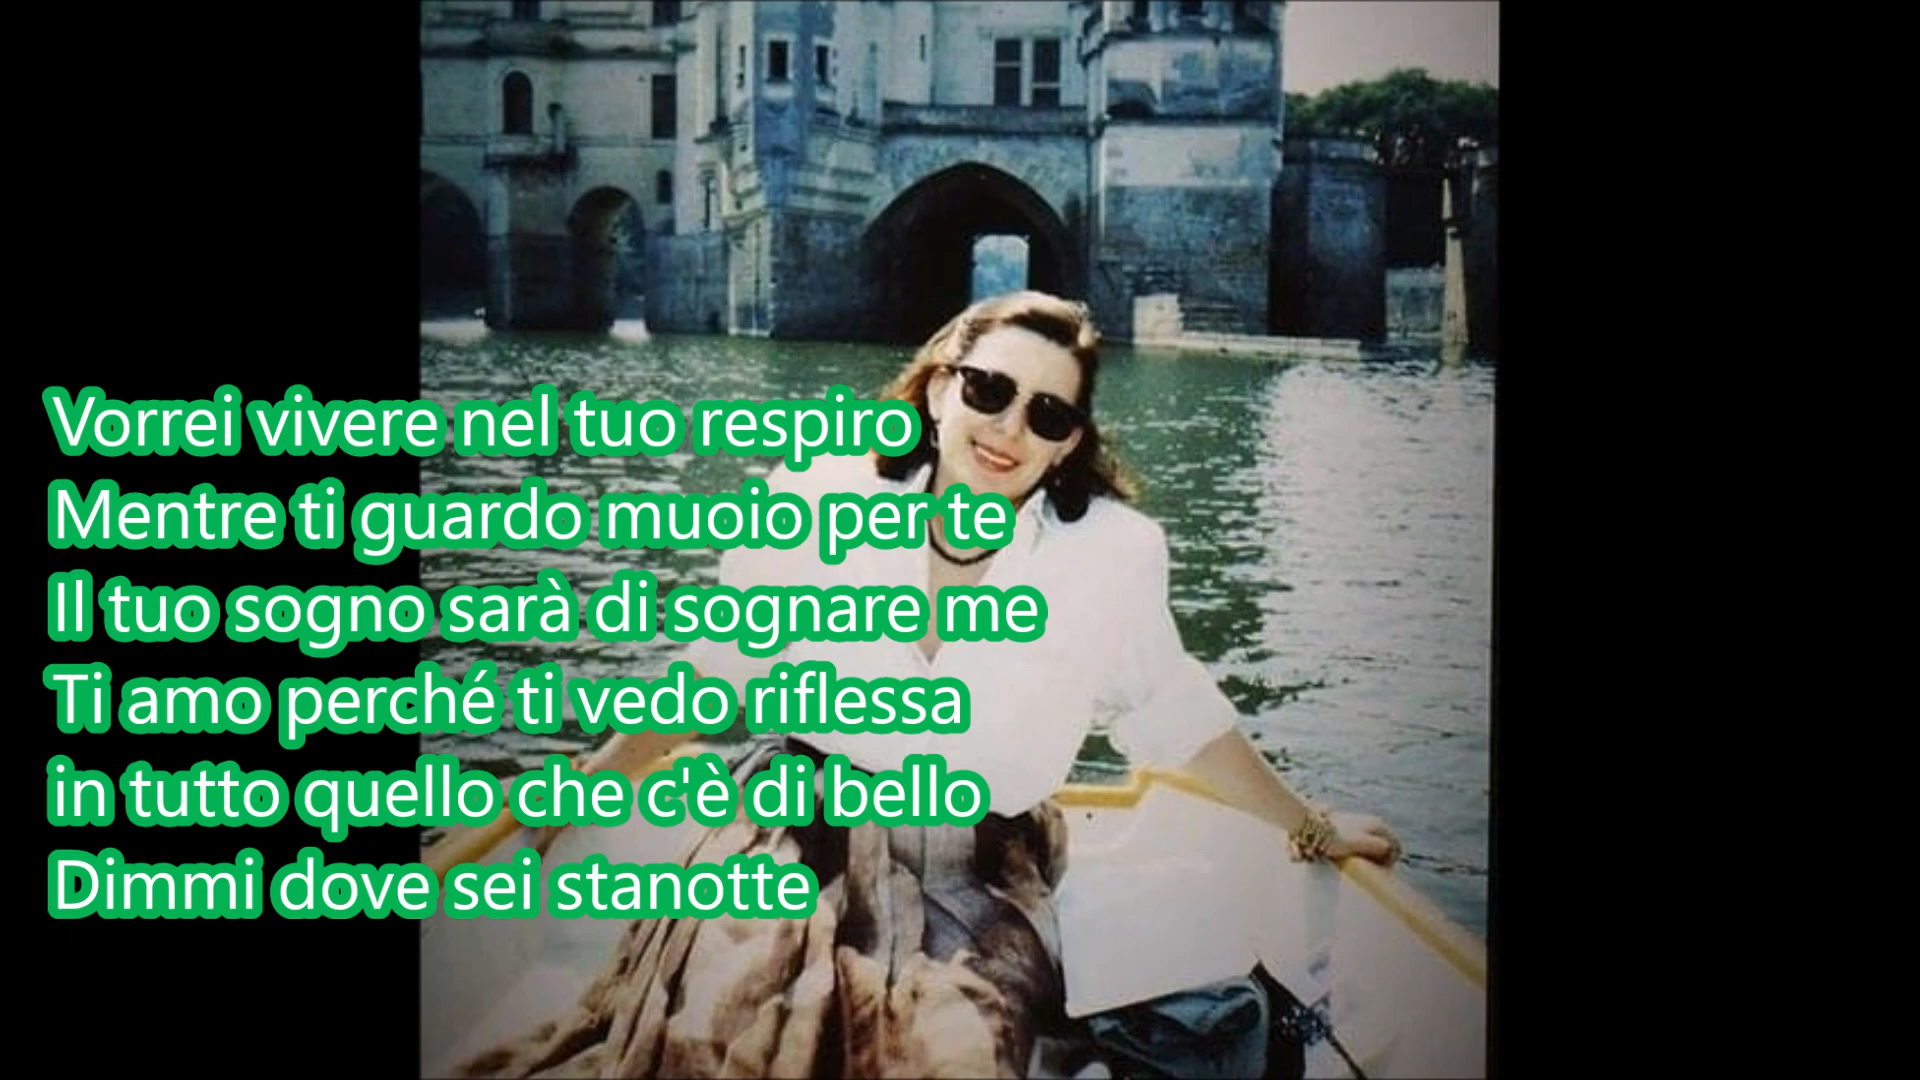 Vorrei vivere nel tuo respiro
Mentre ti guardo muoio per te
Il tuo sogno sarà di sognare me
Ti amo perché ti vedo riflessa
in tutto quello che c'è di bello
Dimmi dove sei stanotte